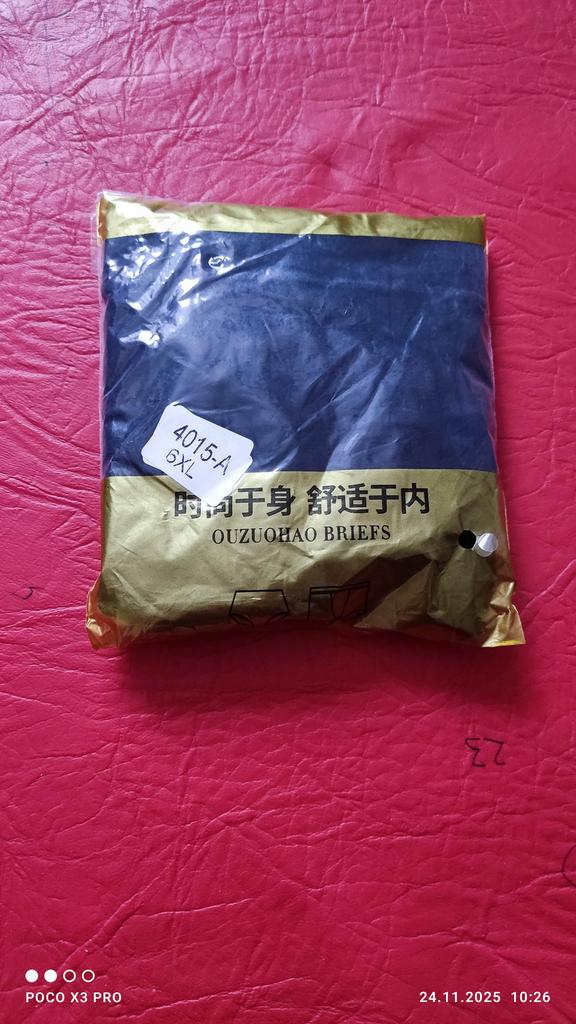 4015-A
6XL
时尚于身 舒适于内
OUZUOHAO BRIEFS
23
POCO X3 PRO
24.11.2025 10:26